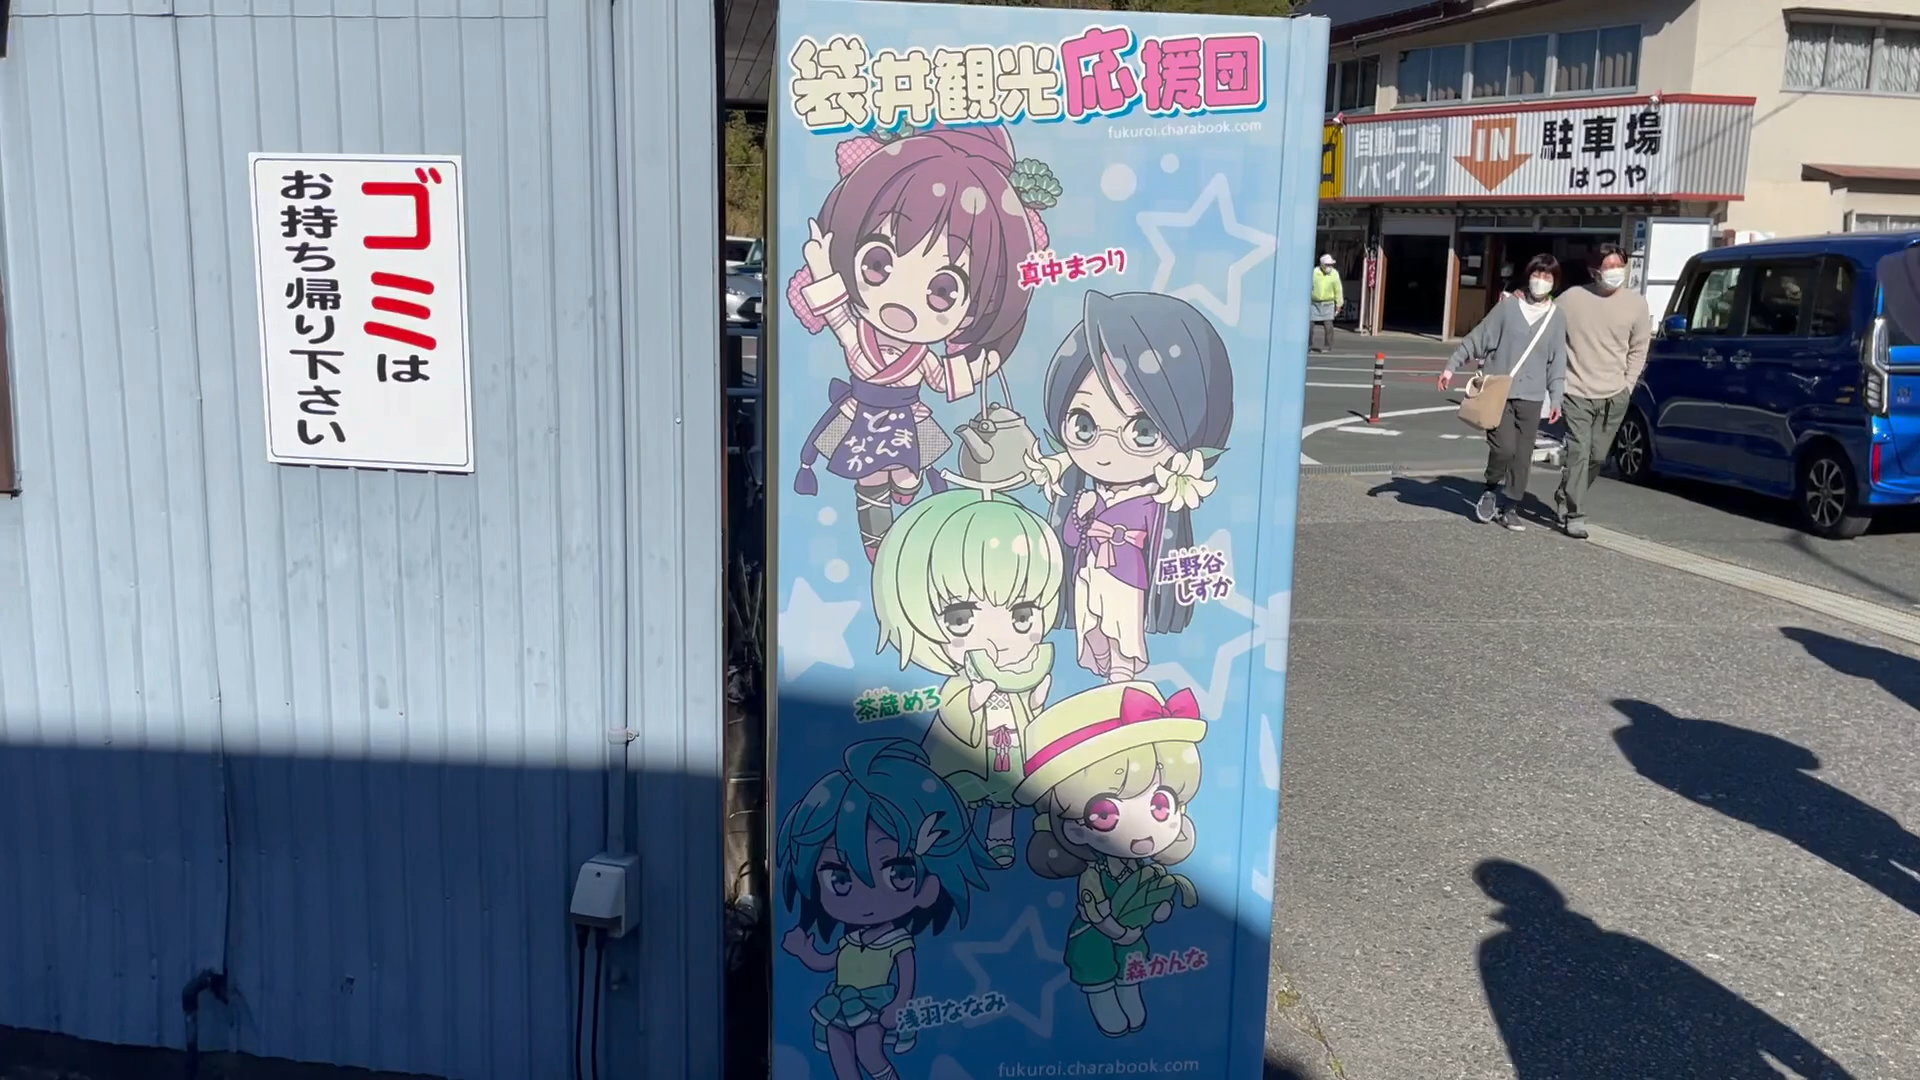 ゴミは
お持ち帰り下さい
袋井観光応援団
fukuroi.charabook.com
真中まつり
どまんなか
原野谷
しずか
茶蔵めろ
森かんな
浅羽ななみ
fukuroi.charabook.com
自動二輪
バイク
IN
駐車場
はつや